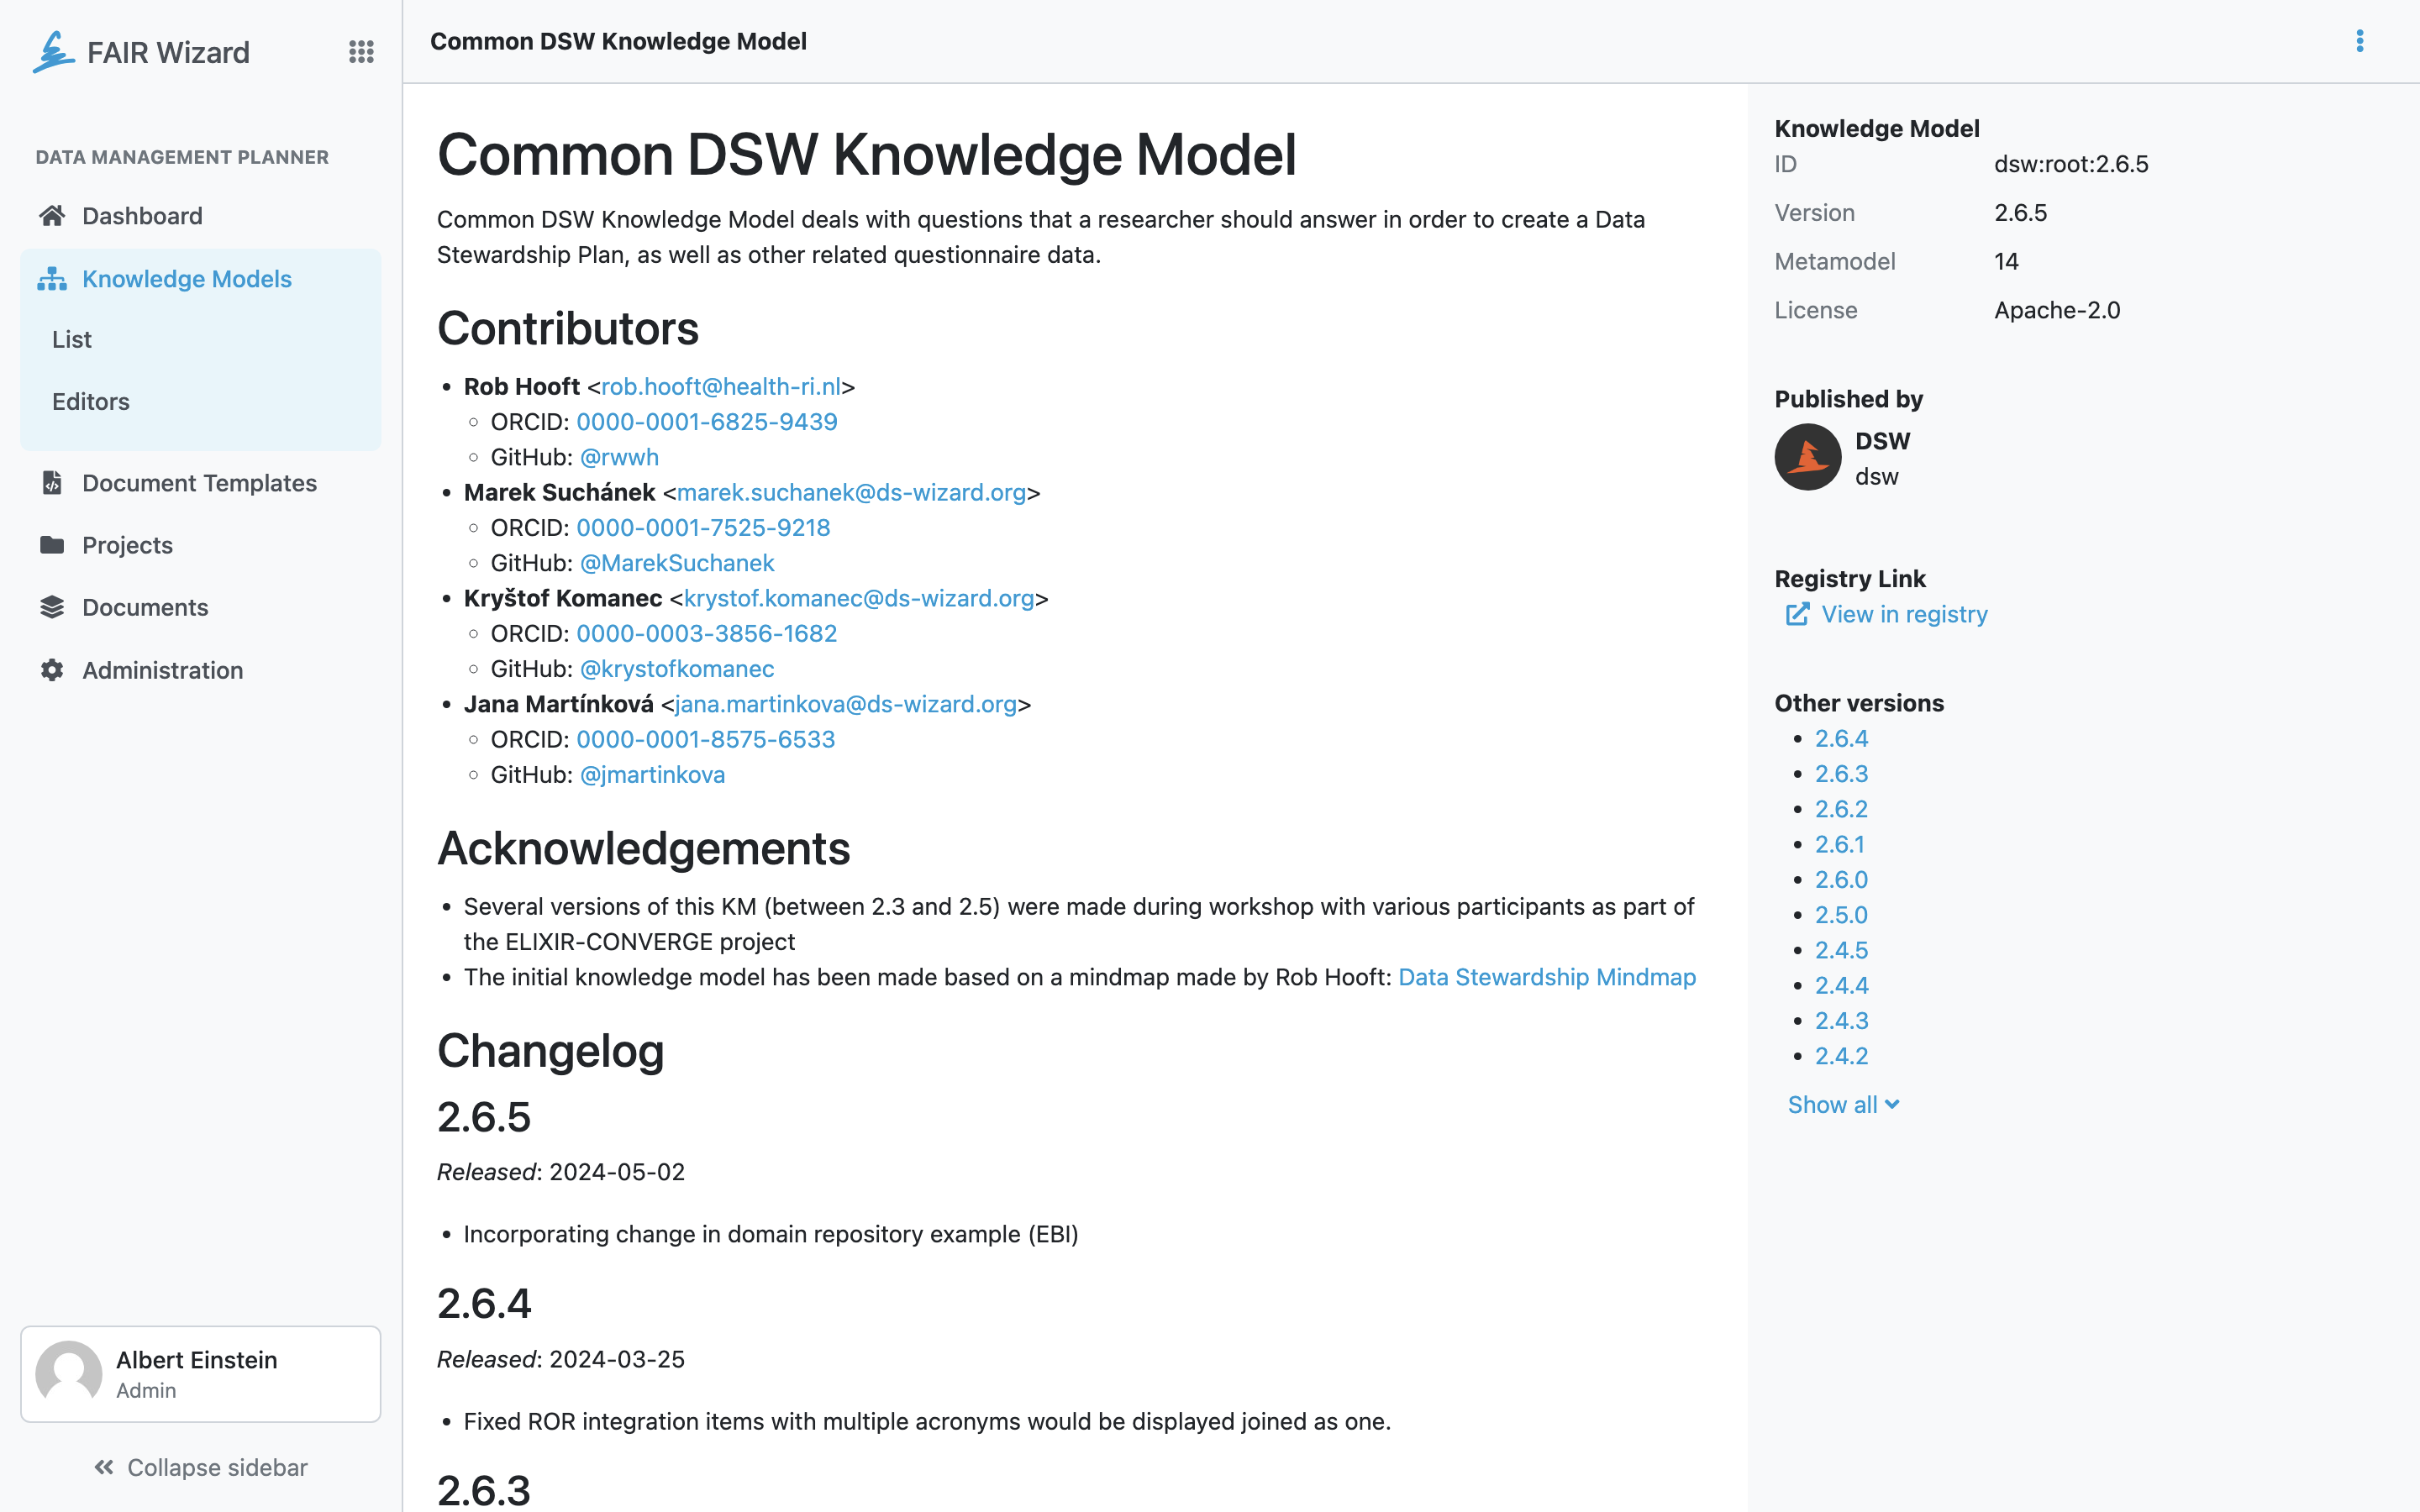 FAIR Wizard
DATA MANAGEMENT PLANNER
Dashboard
Knowledge Models
List
Editors
Document Templates
Projects
Documents
Administration
Albert Einstein
Admin
Collapse sidebar
Common DSW Knowledge Model
Common DSW Knowledge Model
Common DSW Knowledge Model deals with questions that a researcher should answer in order to create a Data
Stewardship Plan, as well as other related questionnaire data.
Contributors
• Rob Hooft <rob.hooft@health-ri.nl>
◦ ORCID: 0000-0001-6825-9439
◦ GitHub: @rwwh
• Marek Suchánek <marek.suchanek@ds-wizard.org>
◦ ORCID: 0000-0001-7525-9218
◦ GitHub: @MarekSuchanek
• Kryštof Komanec <krystof.komanec@ds-wizard.org>
◦ ORCID: 0000-0003-3856-1682
◦ GitHub: @krystofkomanec
• Jana Martínková <jana.martinkova@ds-wizard.org>
◦ ORCID: 0000-0001-8575-6533
◦ GitHub: @jmartinkova
Acknowledgements
• Several versions of this KM (between 2.3 and 2.5) were made during workshop with various participants as part of
the ELIXIR-CONVERGE project
• The initial knowledge model has been made based on a mindmap made by Rob Hooft: Data Stewardship Mindmap
Changelog
2.6.5
Released: 2024-05-02
• Incorporating change in domain repository example (EBI)
2.6.4
Released: 2024-03-25
• Fixed ROR integration items with multiple acronyms would be displayed joined as one.
2.6.3
Knowledge Model
ID dsw:root:2.6.5
Version 2.6.5
Metamodel 14
License Apache-2.0
Published by
DSW
dsw
Registry Link
View in registry
Other versions
• 2.6.4
• 2.6.3
• 2.6.2
• 2.6.1
• 2.6.0
• 2.5.0
• 2.4.5
• 2.4.4
• 2.4.3
• 2.4.2
Show all